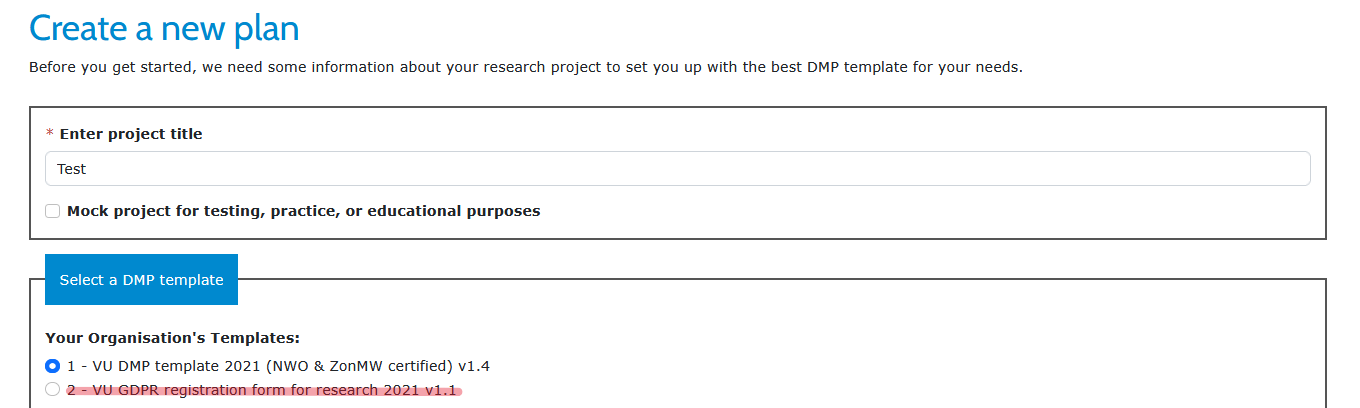 Create a new plan
Before you get started, we need some information about your research project to set you up with the best DMP template for your needs.
* Enter project title
Test
Mock project for testing, practice, or educational purposes
Select a DMP template
Your Organisation's Templates:
1 - VU DMP template 2021 (NWO & ZonMW certified) v1.4
2 - VU GDPR registration form for research 2021 v1.1